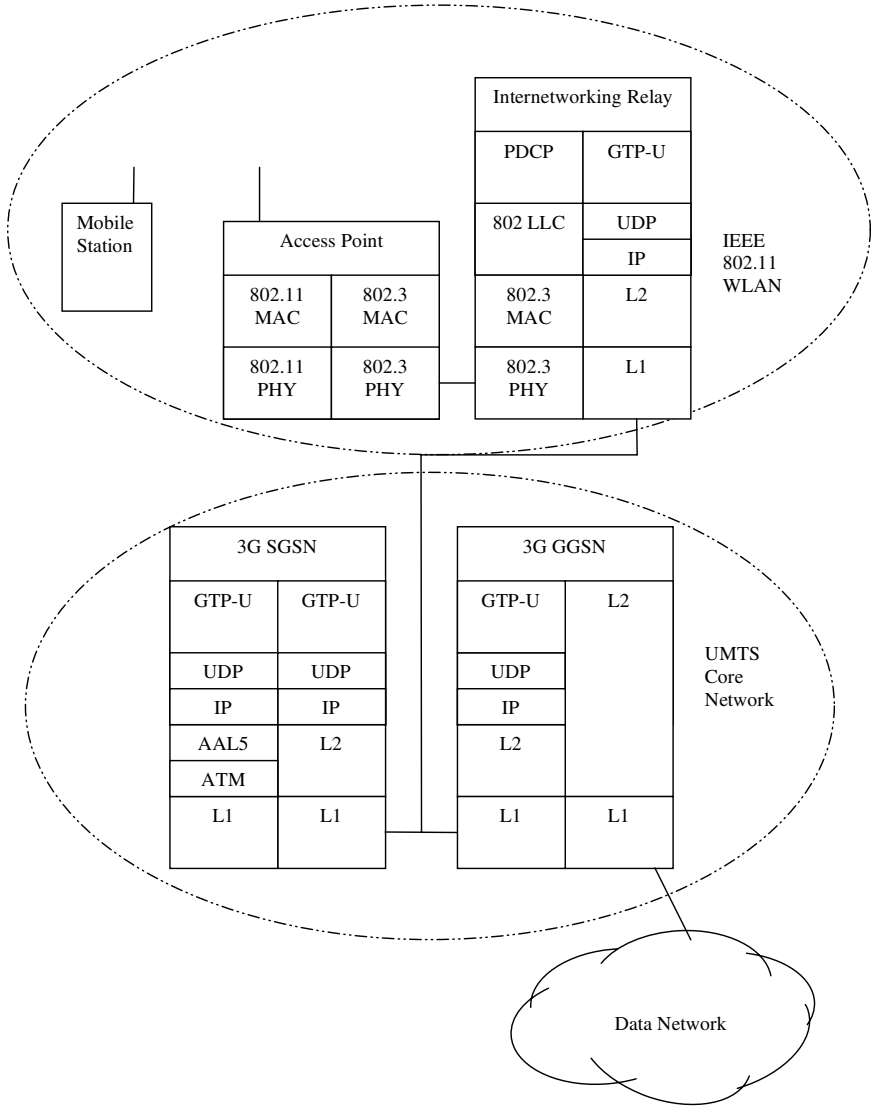 Internetworking Relay
PDCP
GTP-U
Mobile
Station
Access Point
802 LLC
UDP
IP
IEEE
802.11
WLAN
802.11
MAC
802.3
MAC
802.3
MAC
L2
802.11
PHY
802.3
PHY
802.3
PHY
L1
3G SGSN
3G GGSN
GTP-U
GTP-U
GTP-U
L2
UDP
UDP
UDP
IP
IP
IP
UMTS
Core
Network
AAL5
L2
L2
ATM
L1
L1
L1
L1
Data Network